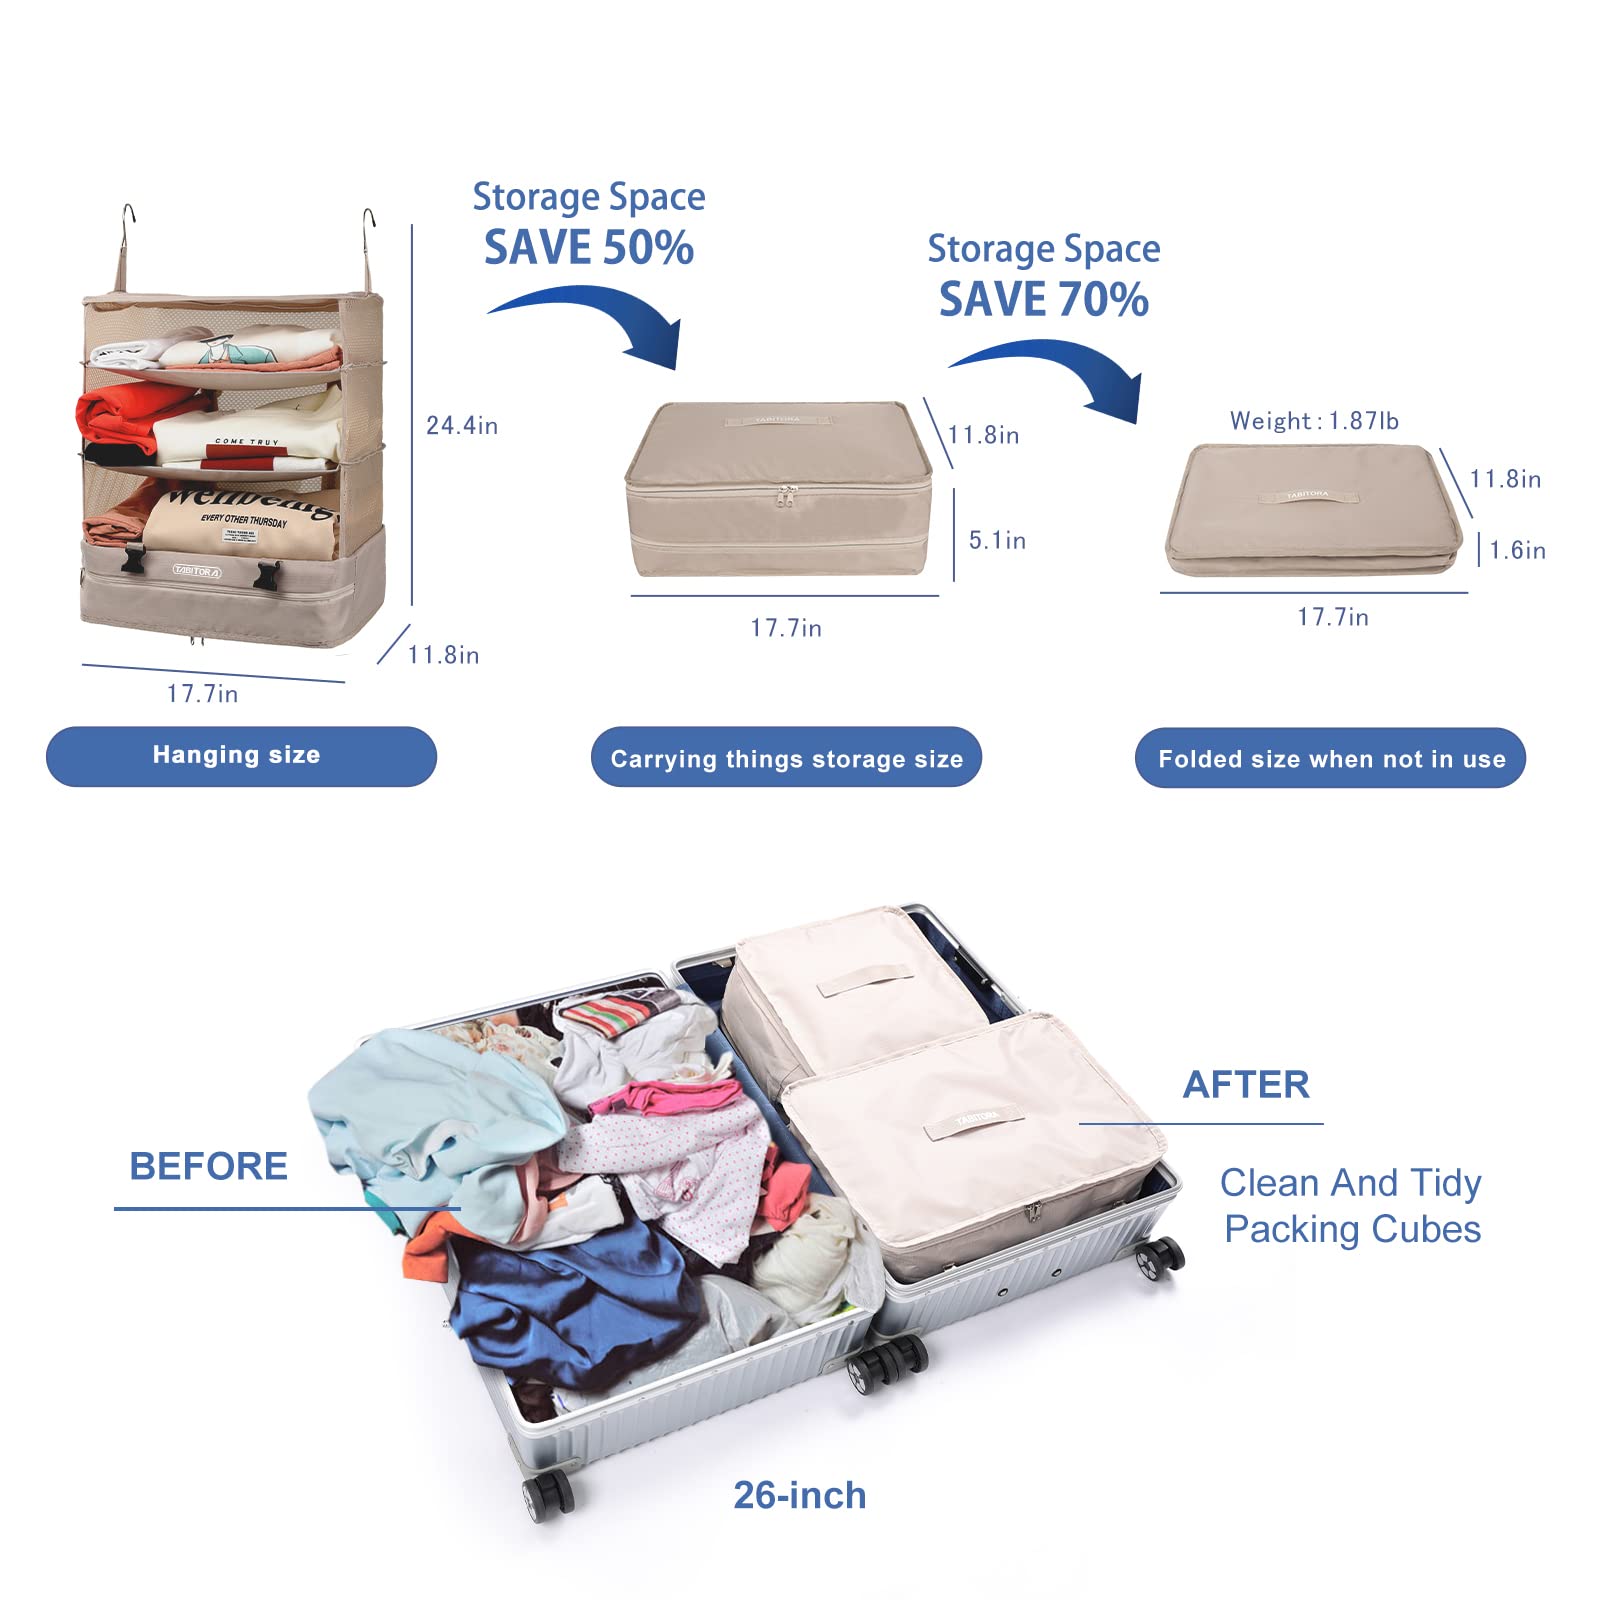 Storage Space
SAVE 50%
Storage Space
SAVE 70%
24.4in
11.8in
17.7in
COME TRUY
wellbeing
EVERY OTHER THURSDAY
TABITORA
TABITORA
11.8in
5.1in
17.7in
Weight:1.87lb
TABITORA
11.8in
1.6in
17.7in
Hanging size
Carrying things storage size
Folded size when not in use
BEFORE
AFTER
TABITORA
Clean And Tidy
Packing Cubes
26-inch